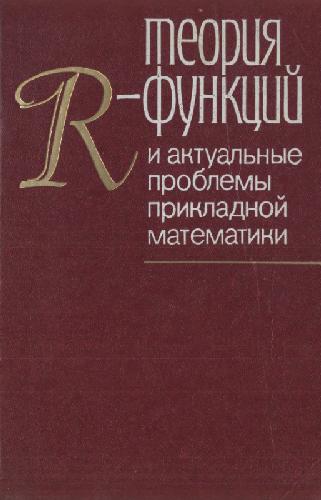 Теория
R-функций
и актуальные
проблемы
прикладной
математики